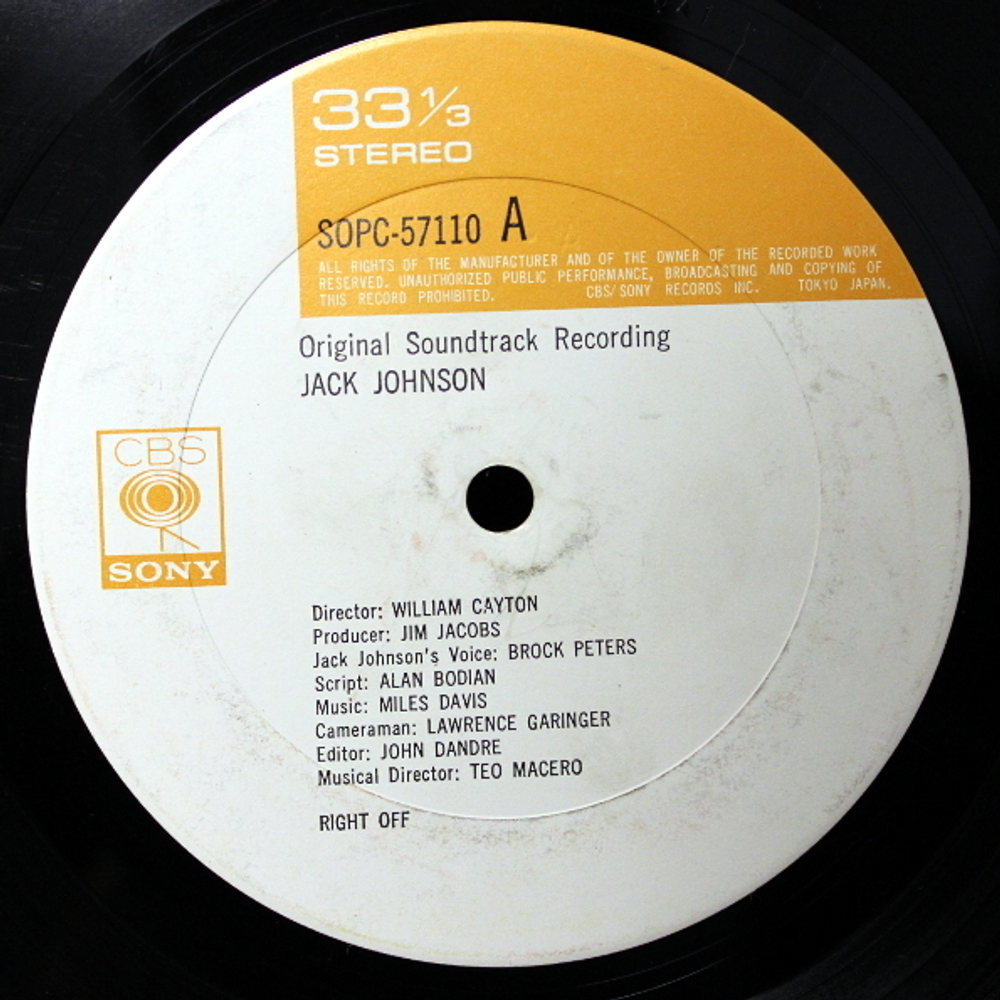 33 1/3
STEREO
SOPC-57110 A
ALL RIGHTS OF THE MANUFACTURER AND OF THE OWNER OF THE RECORDED WORK
RESERVED. UNAUTHORIZED PUBLIC PERFORMANCE, BROADCASTING AND COPYING OF
THIS RECORD PROHIBITED. CBS/SONY RECORDS INC. TOKYO JAPAN.
Original Soundtrack Recording
JACK JOHNSON
CBS
SONY
Director: WILLIAM CAYTON
Producer: JIM JACOBS
Jack Johnson's Voice: BROCK PETERS
Script: ALAN BODIAN
Music: MILES DAVIS
Cameraman: LAWRENCE GARINGER
Editor: JOHN DANDRE
Musical Director: TEO MACERO
RIGHT OFF